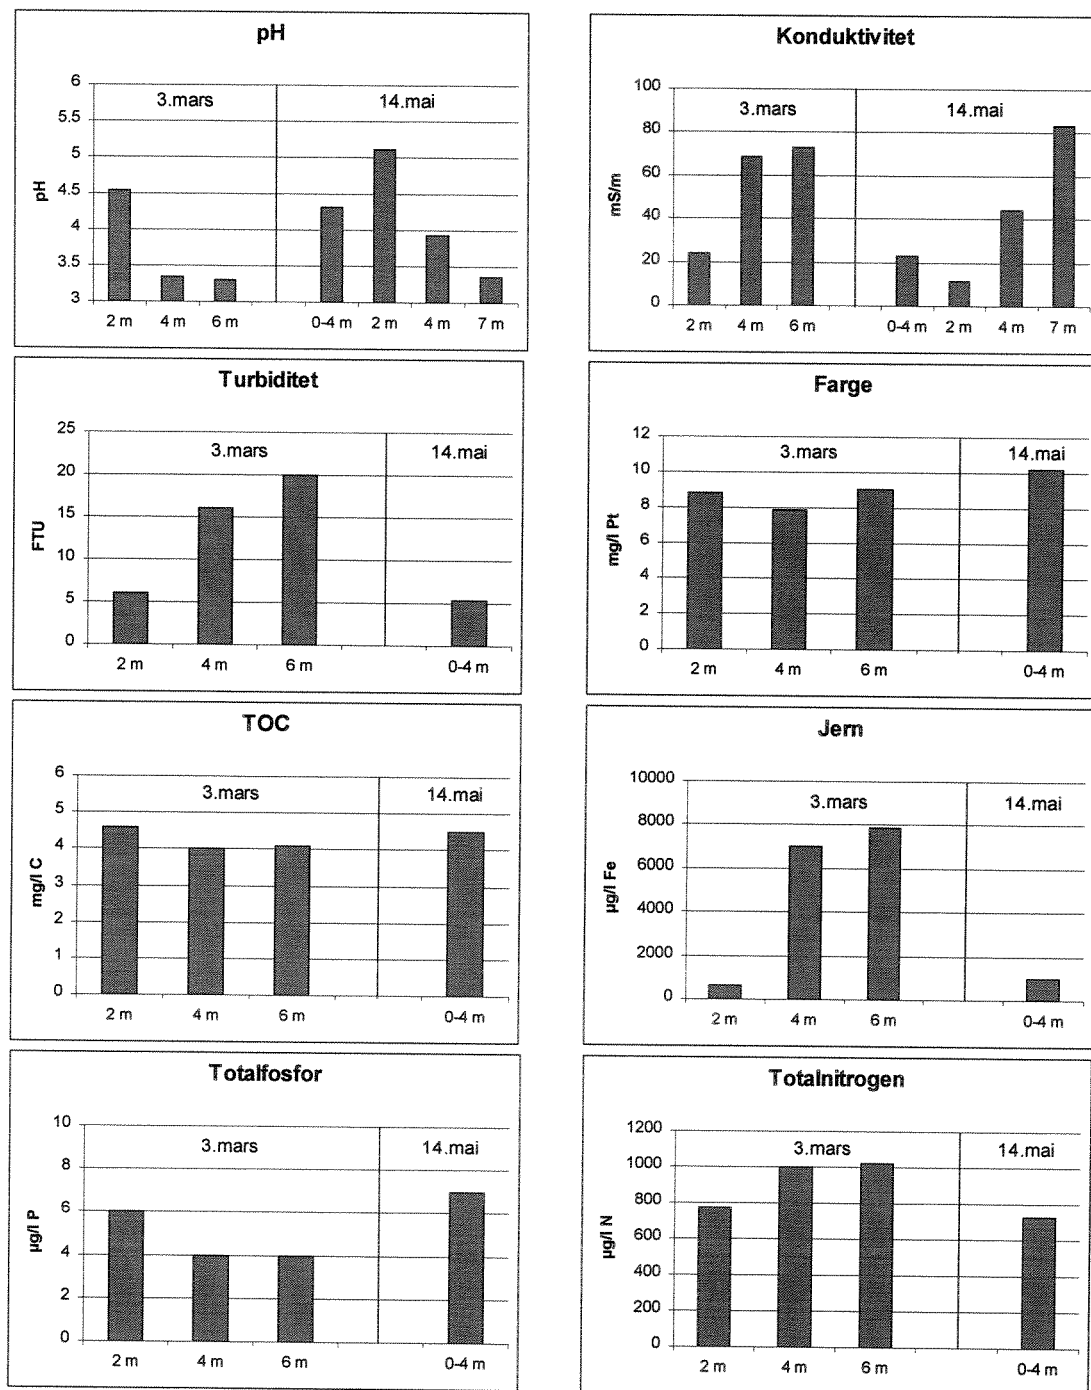 pH
6
5.5
5
4.5
4
3.5
3
pH
3.mars
14.mai
2 m 4 m 6 m 0-4 m 2 m 4 m 7 m
Konduktivitet
100
80
60
40
20
0
mS/m
3.mars
14.mai
2 m 4 m 6 m 0-4 m 2 m 4 m 7 m
Turbiditet
25
20
15
10
5
0
FTU
3.mars
14.mai
2 m 4 m 6 m 0-4 m
Farge
12
10
8
6
4
2
0
mg/l Pt
3.mars
14.mai
2 m 4 m 6 m 0-4 m
TOC
6
5
4
3
2
1
0
mg/l C
3.mars
14.mai
2 m 4 m 6 m 0-4 m
Jern
10000
8000
6000
4000
2000
0
µg/l Fe
3.mars
14.mai
2 m 4 m 6 m 0-4 m
Totalfosfor
10
8
6
4
2
0
µg/l P
3.mars
14.mai
2 m 4 m 6 m 0-4 m
Totalnitrogen
1200
1000
800
600
400
200
0
µg/l N
3.mars
14.mai
2 m 4 m 6 m 0-4 m